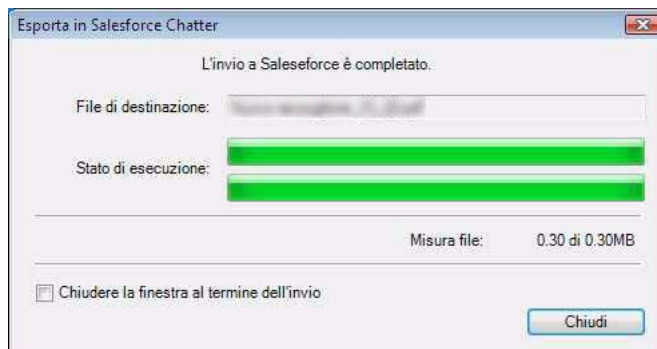 Esporta in Salesforce Chatter
L'invio a Saleseforce è completato.
File di destinazione:
Stato di esecuzione:
Misura file: 0.30 di 0.30MB
Chiudere la finestra al termine dell'invio
Chiudi